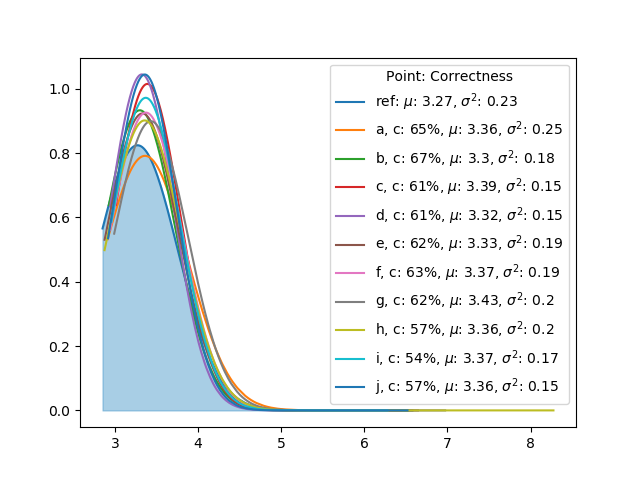 Point: Correctness
ref: μ: 3.27, σ²: 0.23
a, c: 65%, μ: 3.36, σ²: 0.25
b, c: 67%, μ: 3.3, σ²: 0.18
c, c: 61%, μ: 3.39, σ²: 0.15
d, c: 61%, μ: 3.32, σ²: 0.15
e, c: 62%, μ: 3.33, σ²: 0.19
f, c: 63%, μ: 3.37, σ²: 0.19
g, c: 62%, μ: 3.43, σ²: 0.2
h, c: 57%, μ: 3.36, σ²: 0.2
i, c: 54%, μ: 3.37, σ²: 0.17
j, c: 57%, μ: 3.36, σ²: 0.15
1.0
0.8
0.6
0.4
0.2
0.0
3 4 5 6 7 8